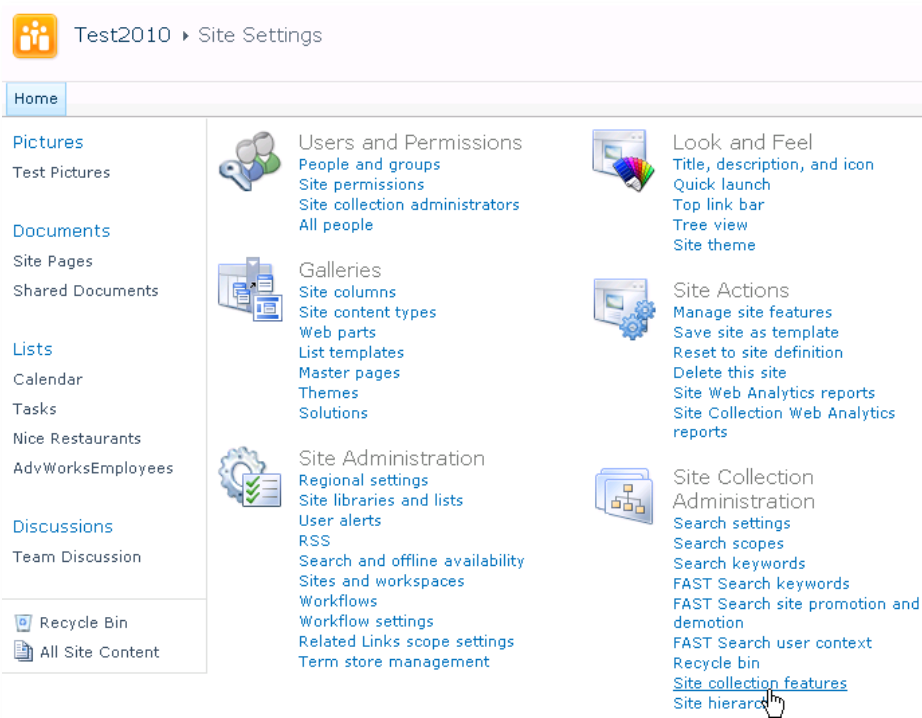 Test2010 ▸ Site Settings
Home
Pictures
Test Pictures
Documents
Site Pages
Shared Documents
Lists
Calendar
Tasks
Nice Restaurants
AdvWorksEmployees
Discussions
Team Discussion
Recycle Bin
All Site Content
Users and Permissions
People and groups
Site permissions
Site collection administrators
All people
Galleries
Site columns
Site content types
Web parts
List templates
Master pages
Themes
Solutions
Site Administration
Regional settings
Site libraries and lists
User alerts
RSS
Search and offline availability
Sites and workspaces
Workflows
Workflow settings
Related Links scope settings
Term store management
Look and Feel
Title, description, and icon
Quick launch
Top link bar
Tree view
Site theme
Site Actions
Manage site features
Save site as template
Reset to site definition
Delete this site
Site Web Analytics reports
Site Collection Web Analytics
reports
Site Collection
Administration
Search settings
Search scopes
Search keywords
FAST Search keywords
FAST Search site promotion and
demotion
FAST Search user context
Recycle bin
Site collection features
Site